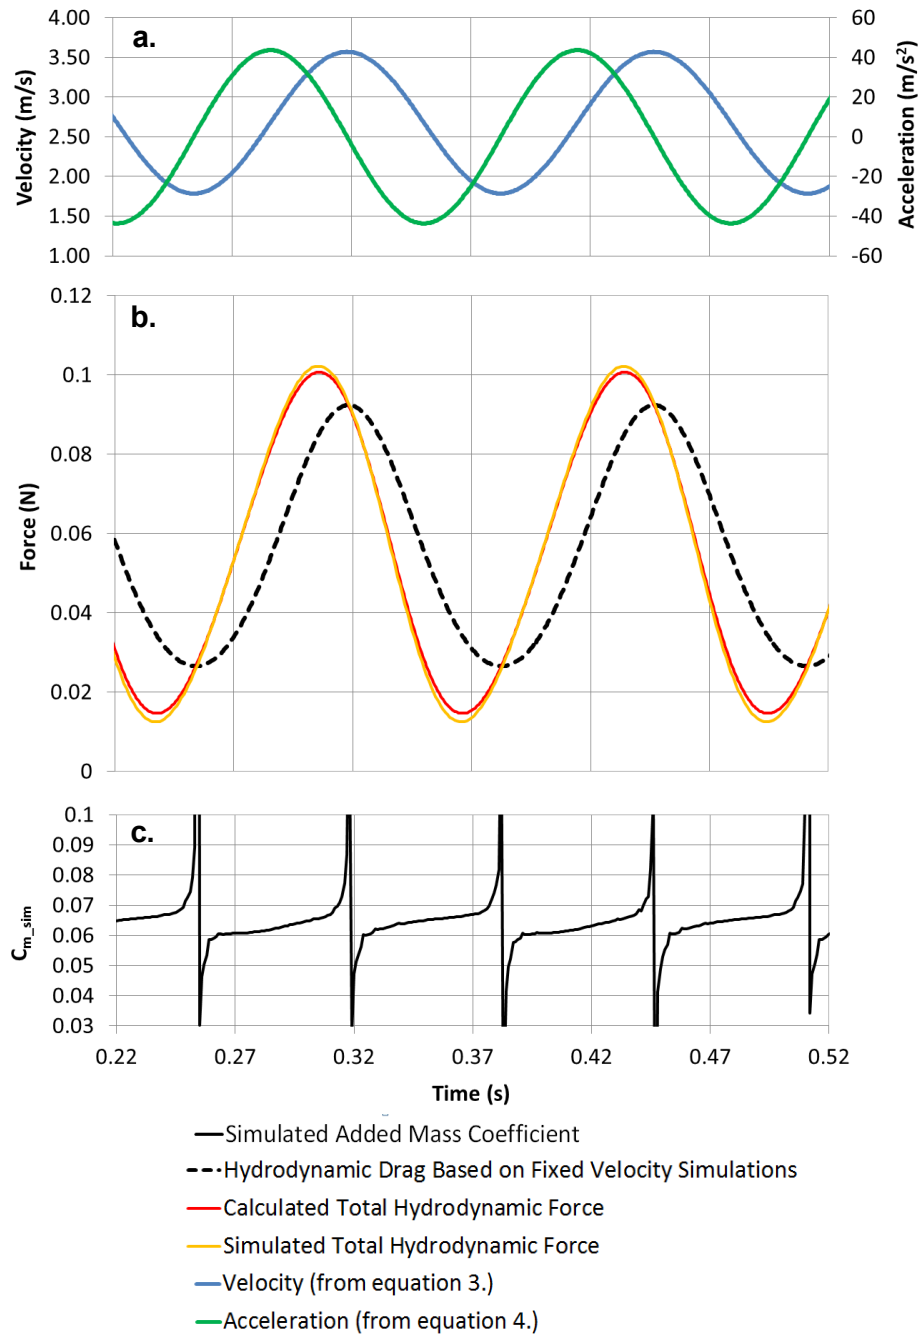 a.
4.00
3.50
3.00
2.50
2.00
1.50
1.00
Velocity (m/s)
60
40
20
0
-20
-40
-60
Acceleration (m/s²)
b.
0.12
0.1
0.08
0.06
0.04
0.02
0
Force (N)
c.
0.1
0.09
0.08
0.07
0.06
0.05
0.04
0.03
Cm_sim
0.22 0.27 0.32 0.37 0.42 0.47 0.52
Time (s)
Simulated Added Mass Coefficient
Hydrodynamic Drag Based on Fixed Velocity Simulations
Calculated Total Hydrodynamic Force
Simulated Total Hydrodynamic Force
Velocity (from equation 3.)
Acceleration (from equation 4.)